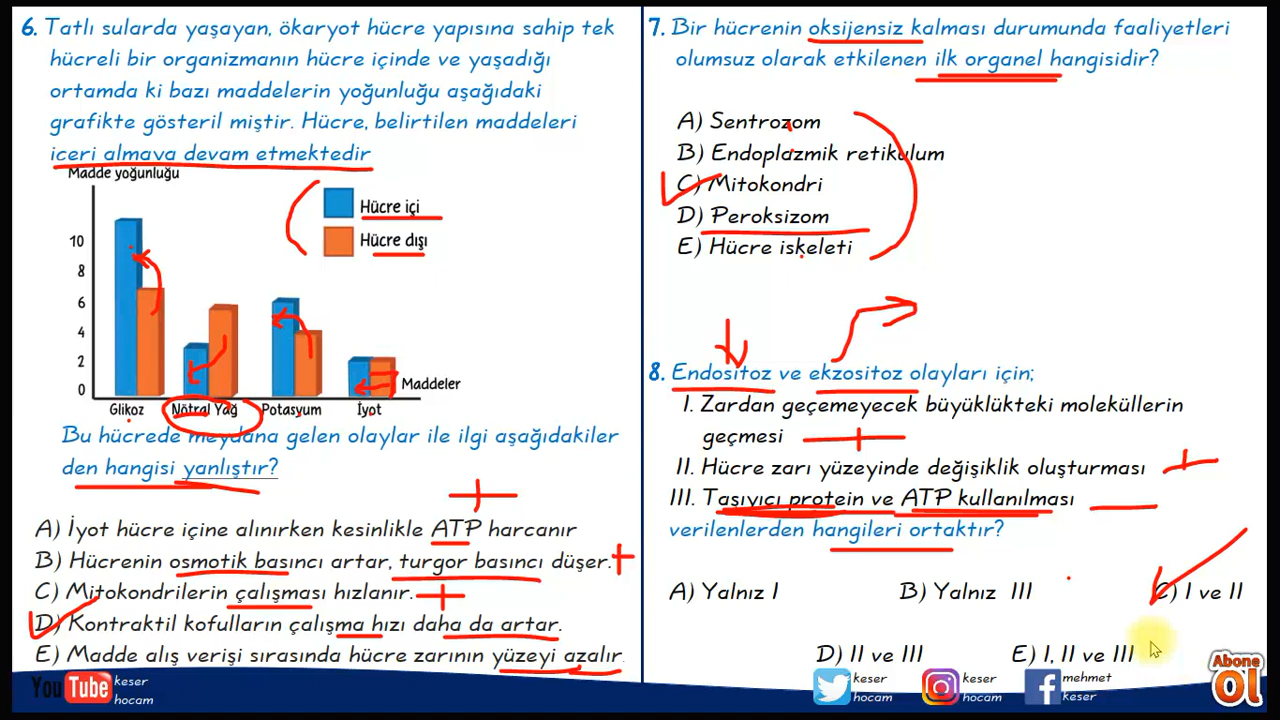 6. Tatlı sularda yaşayan, ökaryot hücre yapısına sahip tek
hücreli bir organizmanın hücre içinde ve yaşadığı
ortamda ki bazı maddelerin yoğunluğu aşağıdaki
grafikte gösteril miştir. Hücre, belirtilen maddeleri
içeri almaya devam etmektedir
Madde yoğunluğu
Hücre içi
Hücre dışı
10
8
6
4
2
0
Maddeler
Glikoz Nötral Yağ Potasyum İyot
Bu hücrede meydana gelen olaylar ile ilgi aşağıdakiler
den hangisi yanlıştır?
A) İyot hücre içine alınırken kesinlikle ATP harcanır
B) Hücrenin osmotik basıncı artar, turgor basıncı düşer.
C) Mitokondrilerin çalışması hızlanır.
D) Kontraktil kofulların çalışma hızı daha da artar.
E) Madde alış verişi sırasında hücre zarının yüzeyi azalır.
7. Bir hücrenin oksijensiz kalması durumunda faaliyetleri
olumsuz olarak etkilenen ilk organel hangisidir?
A) Sentrozom
B) Endoplazmik retikulum
C) Mitokondri
D) Peroksizom
E) Hücre iskeleti
8. Endositoz ve ekzositoz olayları için;
I. Zardan geçemeyecek büyüklükteki moleküllerin
geçmesi
II. Hücre zarı yüzeyinde değişiklik oluşturması
III. Taşıyıcı protein ve ATP kullanılması
verilenlerden hangileri ortaktır?
A) Yalnız I B) Yalnız III C) I ve II
D) II ve III E) I, II ve III
YouTube keser hocam
keser hocam
keser hocam
mehmet keser
Abone OL